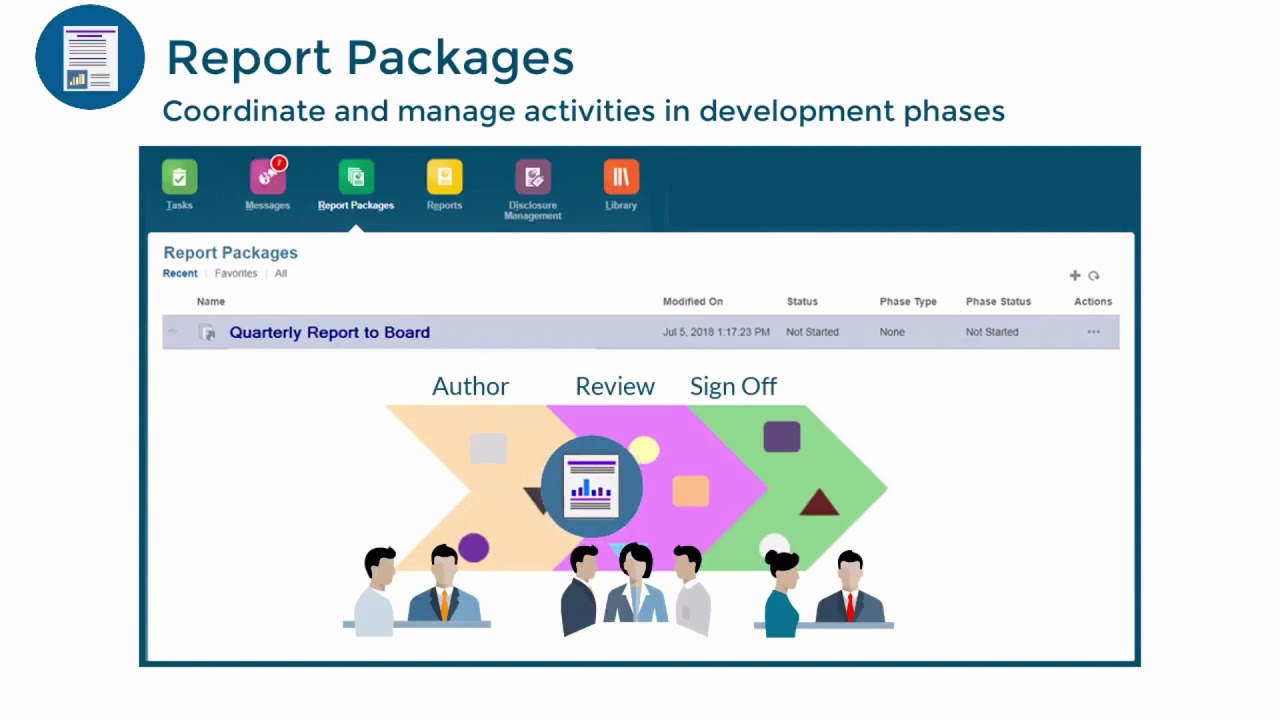 Report Packages
Coordinate and manage activities in development phases
7
Tasks
Messages
Report Packages
Reports
Disclosure
Management
Library
Report Packages
Recent | Favorites | All
Name Modified On Status Phase Type Phase Status Actions
Quarterly Report to Board Jul 5, 2018 1:17:23 PM Not Started None Not Started ...
Author Review Sign Off